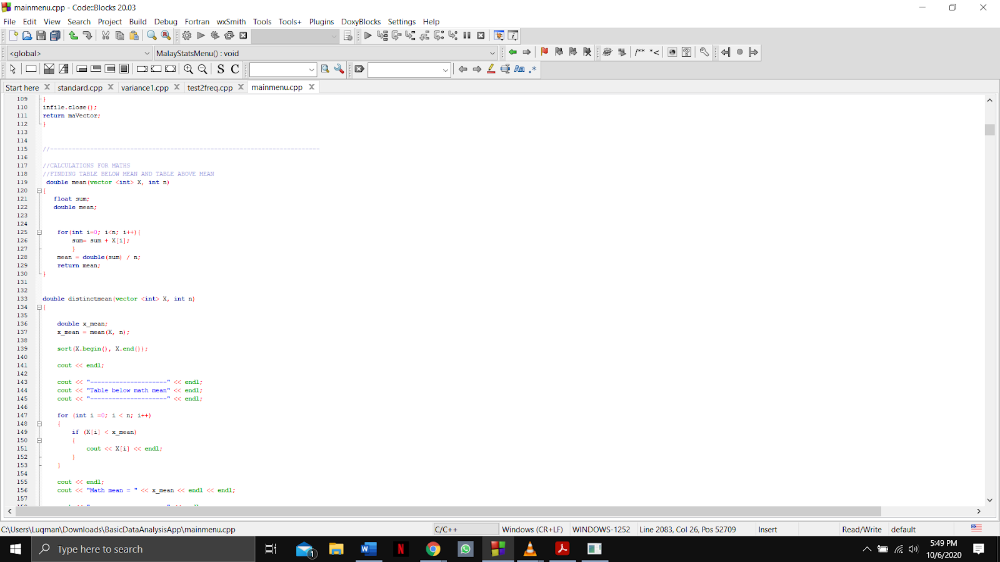 mainmenu.cpp - Code::Blocks 20.03
File Edit View Search Project Build Debug Fortran wxSmith Tools Tools+ Plugins DoxyBlocks Settings Help
<global> MalayStatsMenu() : void
/** *<
S C Aa .*
Start here standard.cpp variance1.cpp test2freq.cpp mainmenu.cpp
109 }
110 infile.close();
111 return maVector;
112 }
113
114
115 //--------------------------------------------------------------------------
116
117 //CALCULATIONS FOR MATHS
118 //FINDING TABLE BELOW MEAN AND TABLE ABOVE MEAN
119 double mean(vector <int> X, int n)
120 {
121 float sum;
122 double mean;
123
124
125 for(int i=0; i<n; i++){
126 sum= sum + X[i];
127 }
128 mean = double(sum) / n;
129 return mean;
130 }
131
132
133 double distinctmean(vector <int> X, int n)
134 {
135
136 double x_mean;
137 x_mean = mean(X, n);
138
139 sort(X.begin(), X.end());
140
141 cout << endl;
142
143 cout << "---------------------" << endl;
144 cout << "Table below math mean" << endl;
145 cout << "---------------------" << endl;
146
147 for (int i =0; i < n; i++)
148 {
149 if (X[i] < x_mean)
150 {
151 cout << X[i] << endl;
152 }
153 }
154
155 cout << endl;
156 cout << "Math mean = " << x_mean << endl << endl;
157
C:\Users\Luqman\Downloads\BasicDataAnalysisApp\mainmenu.cpp C/C++ Windows (CR+LF) WINDOWS-1252 Line 2083, Col 26, Pos 52709 Insert Read/Write default
Type here to search 1 5:49 PM
10/6/2020